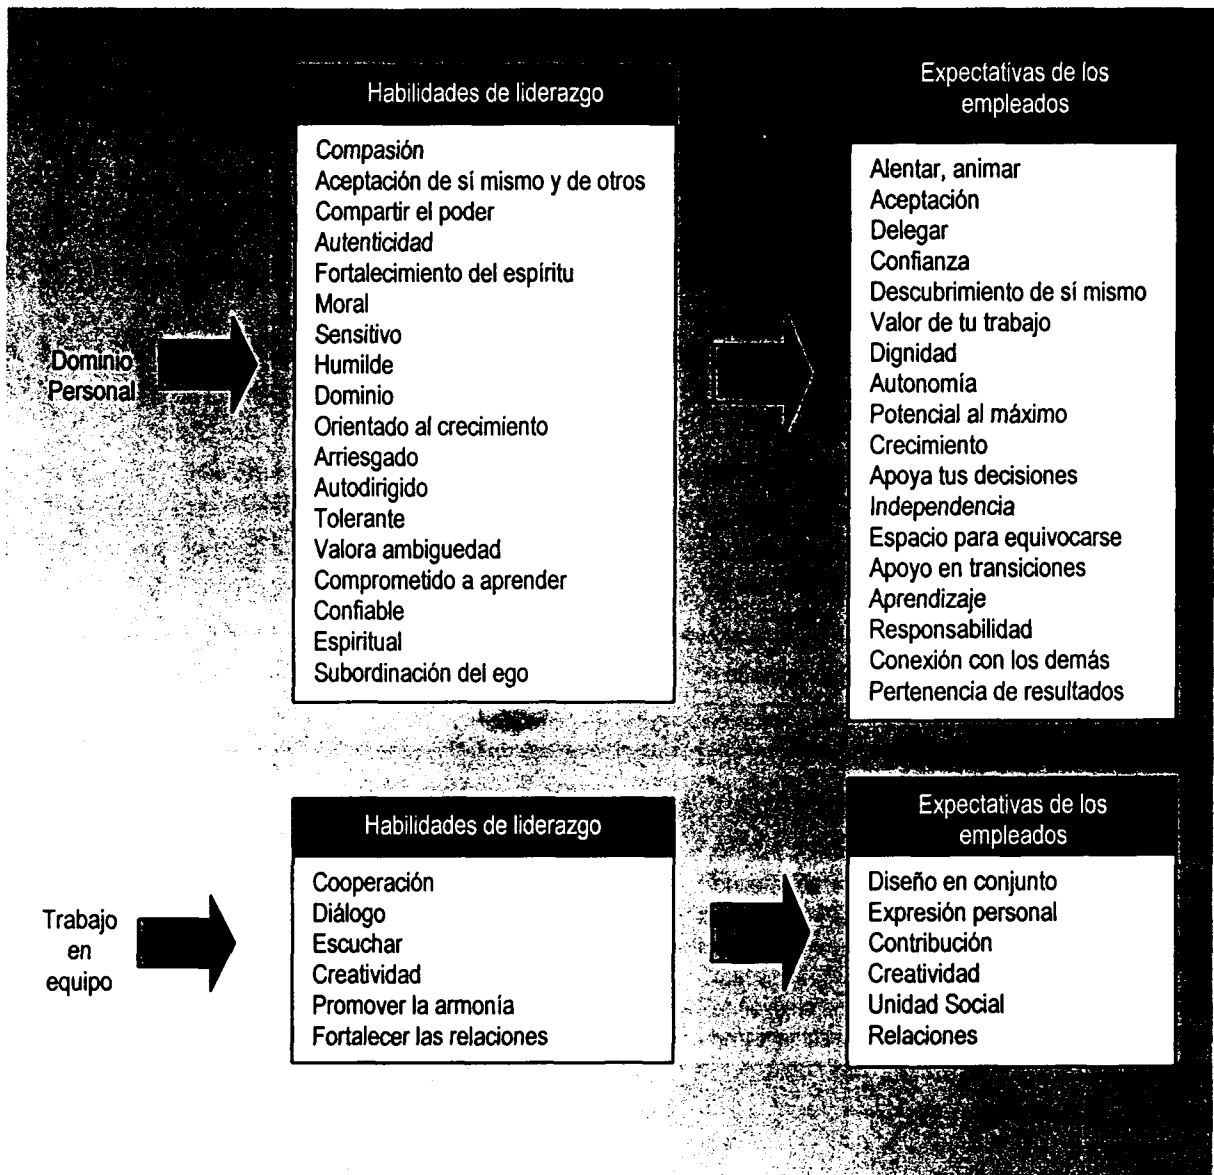 Dominio
Personal
Habilidades de liderazgo
Compasión
Aceptación de sí mismo y de otros
Compartir el poder
Autenticidad
Fortalecimiento del espíritu
Moral
Sensitivo
Humilde
Dominio
Orientado al crecimiento
Arriesgado
Autodirigido
Tolerante
Valora ambiguedad
Comprometido a aprender
Confiable
Espiritual
Subordinación del ego
Expectativas de los
empleados
Alentar, animar
Aceptación
Delegar
Confianza
Descubrimiento de sí mismo
Valor de tu trabajo
Dignidad
Autonomía
Potencial al máximo
Crecimiento
Apoya tus decisiones
Independencia
Espacio para equivocarse
Apoyo en transiciones
Aprendizaje
Responsabilidad
Conexión con los demás
Pertenencia de resultados
Trabajo
en
equipo
Habilidades de liderazgo
Cooperación
Diálogo
Escuchar
Creatividad
Promover la armonía
Fortalecer las relaciones
Expectativas de los
empleados
Diseño en conjunto
Expresión personal
Contribución
Creatividad
Unidad Social
Relaciones